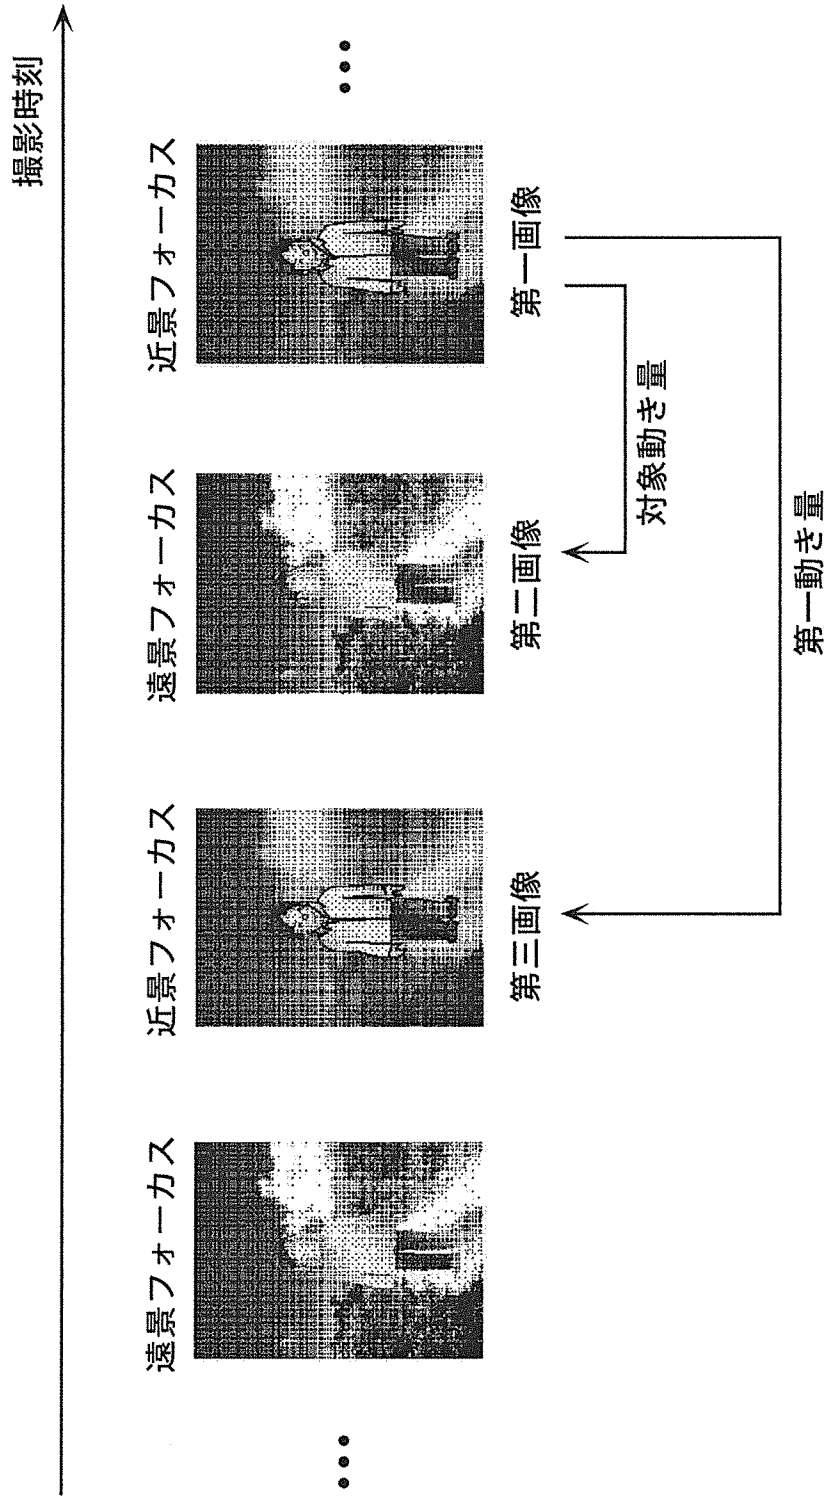 撮影時刻
遠景フォーカス
近景フォーカス
遠景フォーカス
近景フォーカス
第三画像
第二画像
第一画像
対象動き量
第一動き量